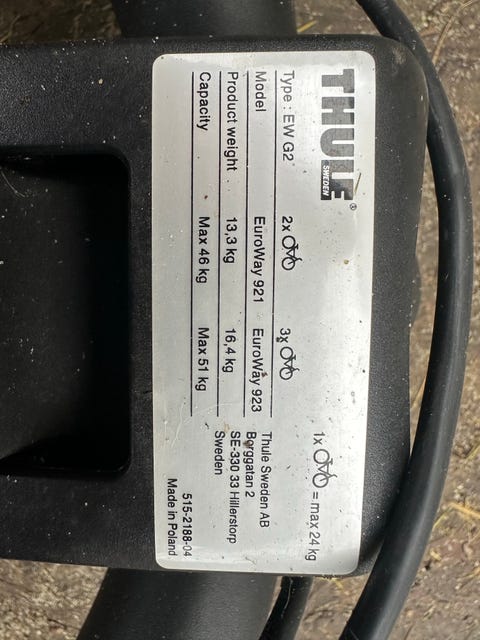 THULE®
SWEDEN
1x = max 24 kg
Type : EW G2 2x 3x
Model EuroWay 921 EuroWay 923
Product weight 13,3 kg 16,4 kg
Capacity Max 46 kg Max 51 kg
Thule Sweden AB
Borggatan 2
SE-330 33 Hillerstorp
Sweden
515-2188-04
Made in Poland